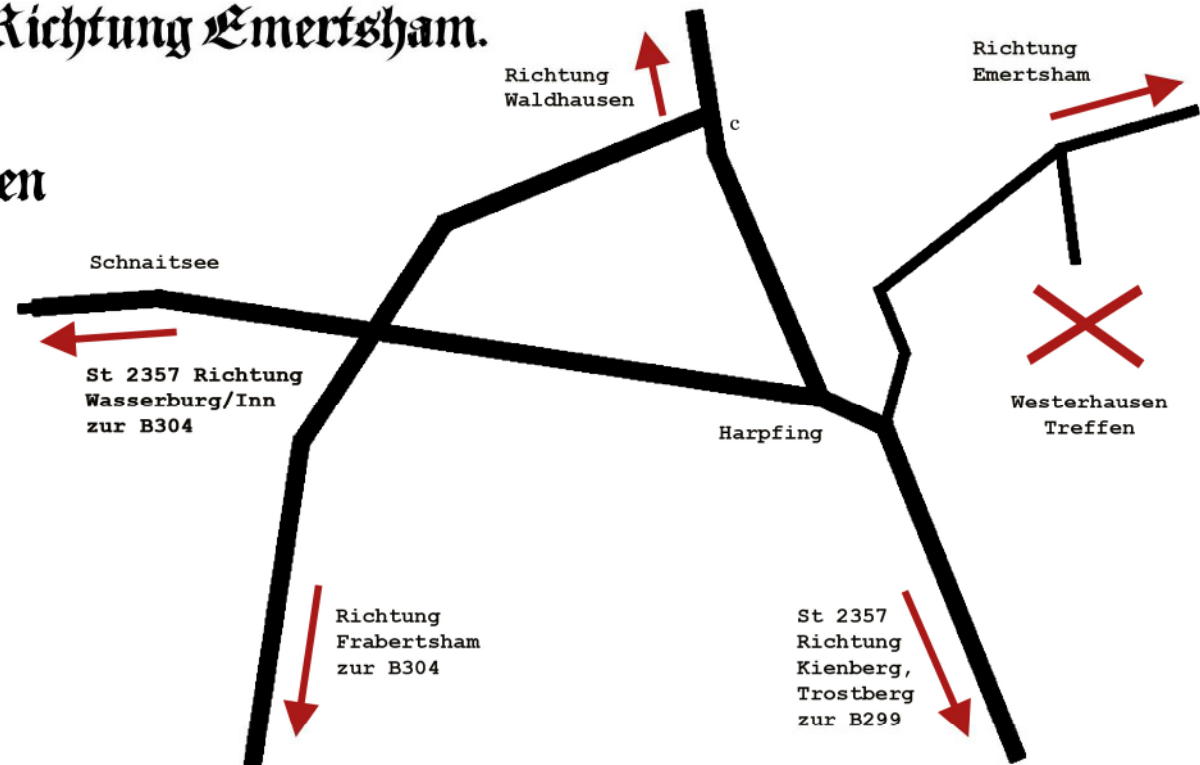 Richtung Emertsham.
en
Richtung
Waldhausen
Richtung
Emertsham
c
Schnaitsee
St 2357 Richtung
Wasserburg/Inn
zur B304
Harpfing
Westerhausen
Treffen
Richtung
Frabertsham
zur B304
St 2357
Richtung
Kienberg,
Trostberg
zur B299